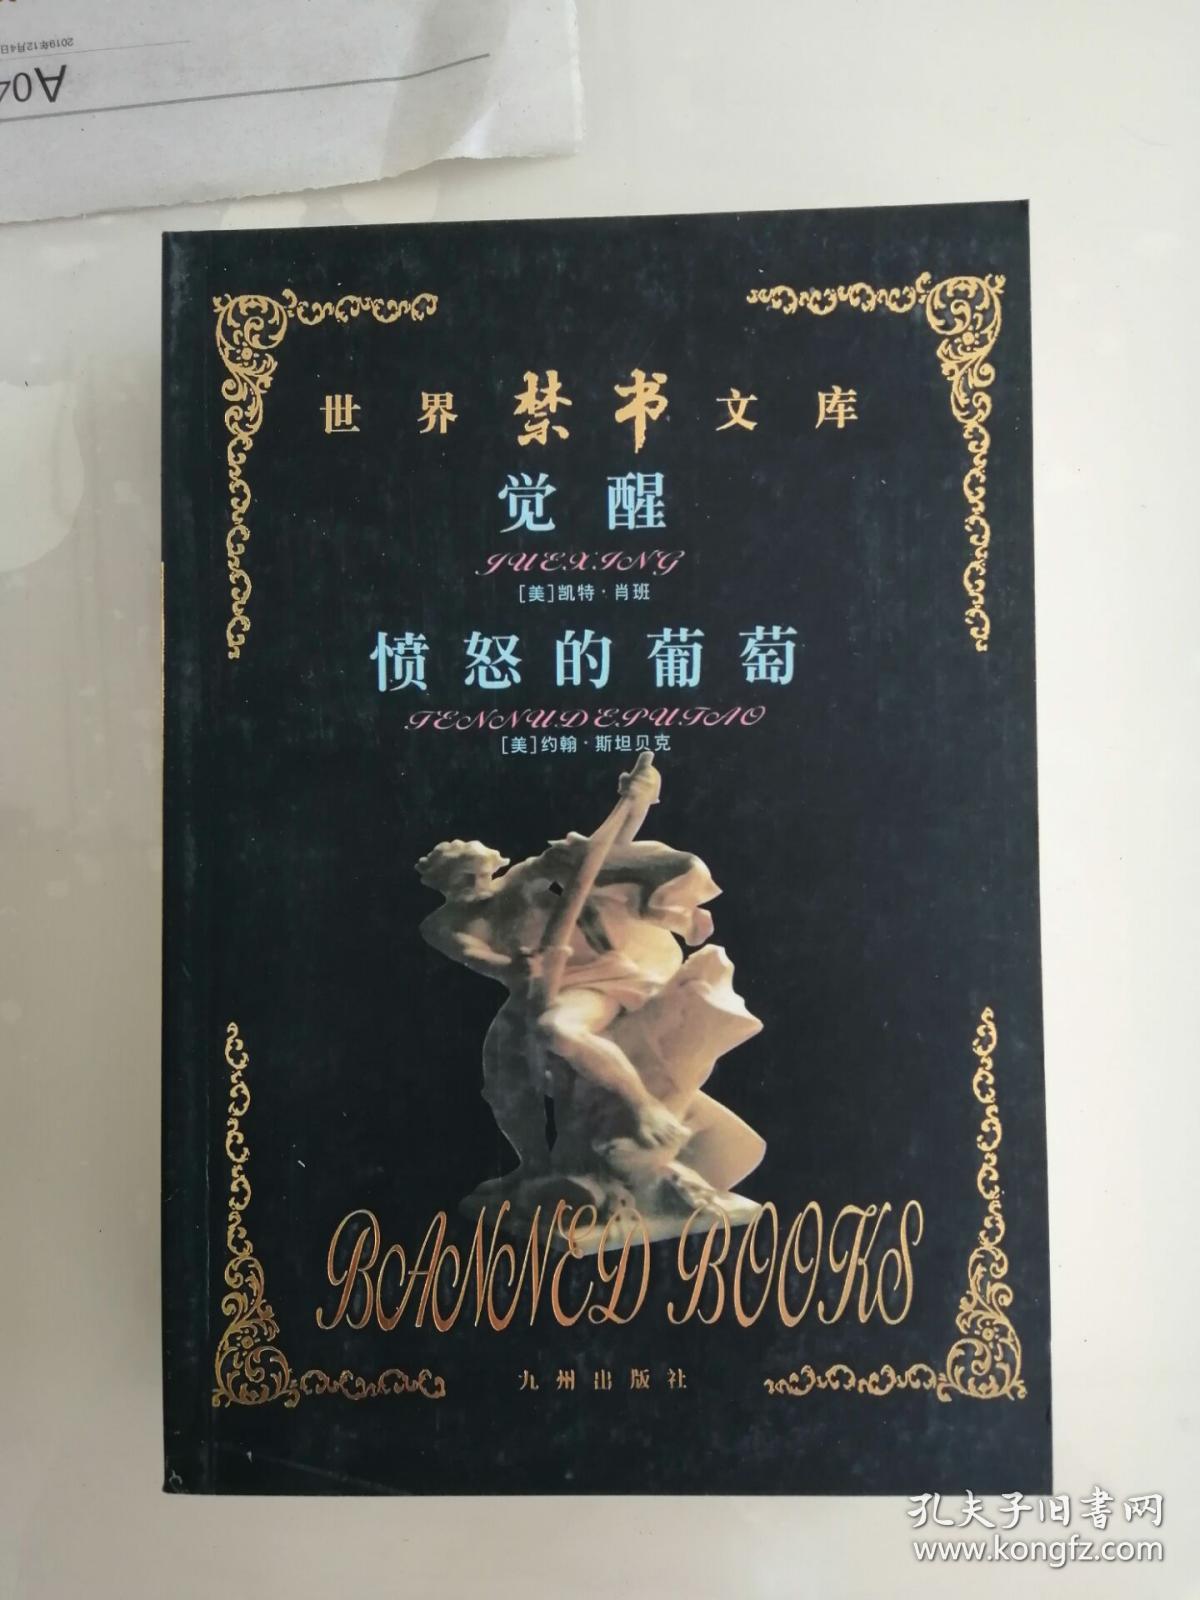 2019年12月4日
A04
世界禁书文库
觉醒
JUEXING
[美]凯特·肖班
愤怒的葡萄
TENNUDEPUTAO
[美]约翰·斯坦贝克
BANNED BOOKS
九州出版社
孔夫子旧書网
www.kongfz.com